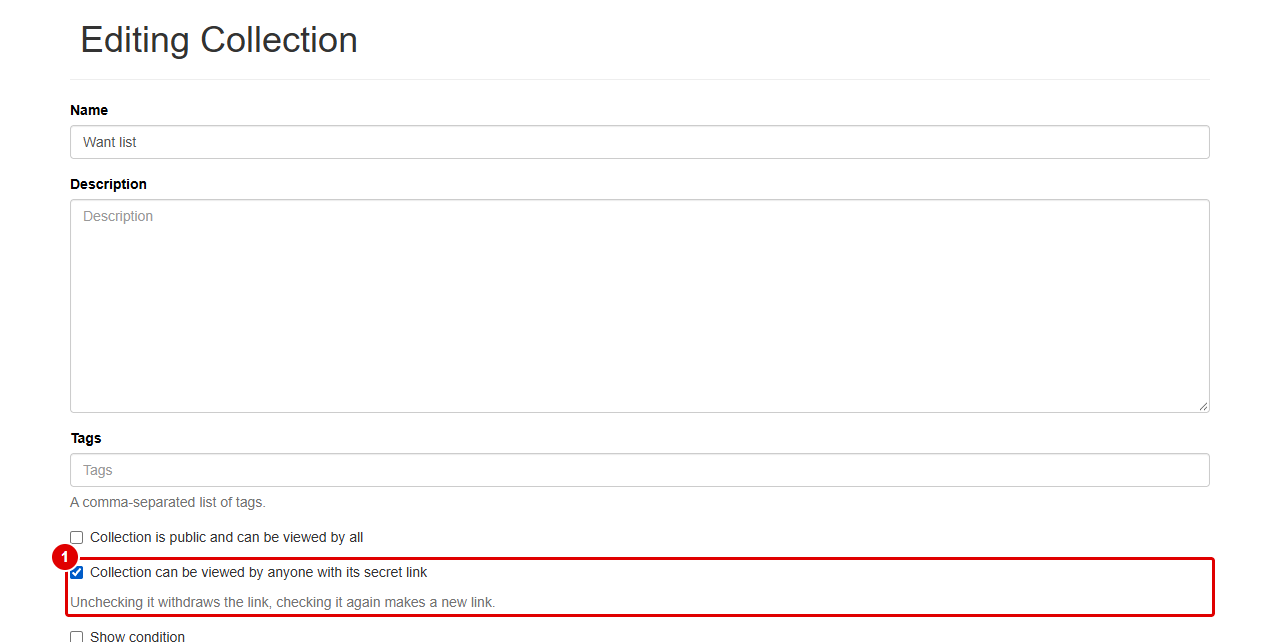 Editing Collection
Name
Want list
Description
Description
Tags
Tags
A comma-separated list of tags.
Collection is public and can be viewed by all
1
Collection can be viewed by anyone with its secret link
Unchecking it withdraws the link, checking it again makes a new link.
Show condition